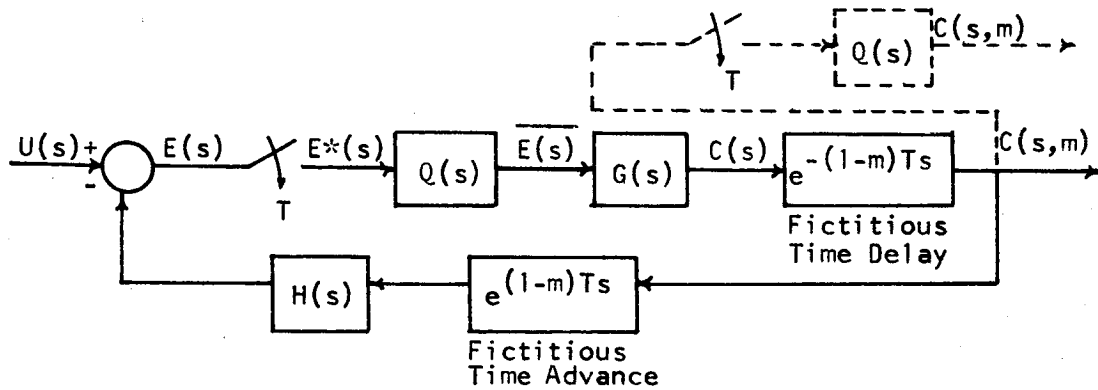 C(s,m)
Q(s)
T
U(s) + E(s) E*(s) Q(s) E(s) G(s) C(s) e-(1-m)Ts C(s,m)
-
T
Fictitious
Time Delay
H(s) e(1-m)Ts
Fictitious
Time Advance